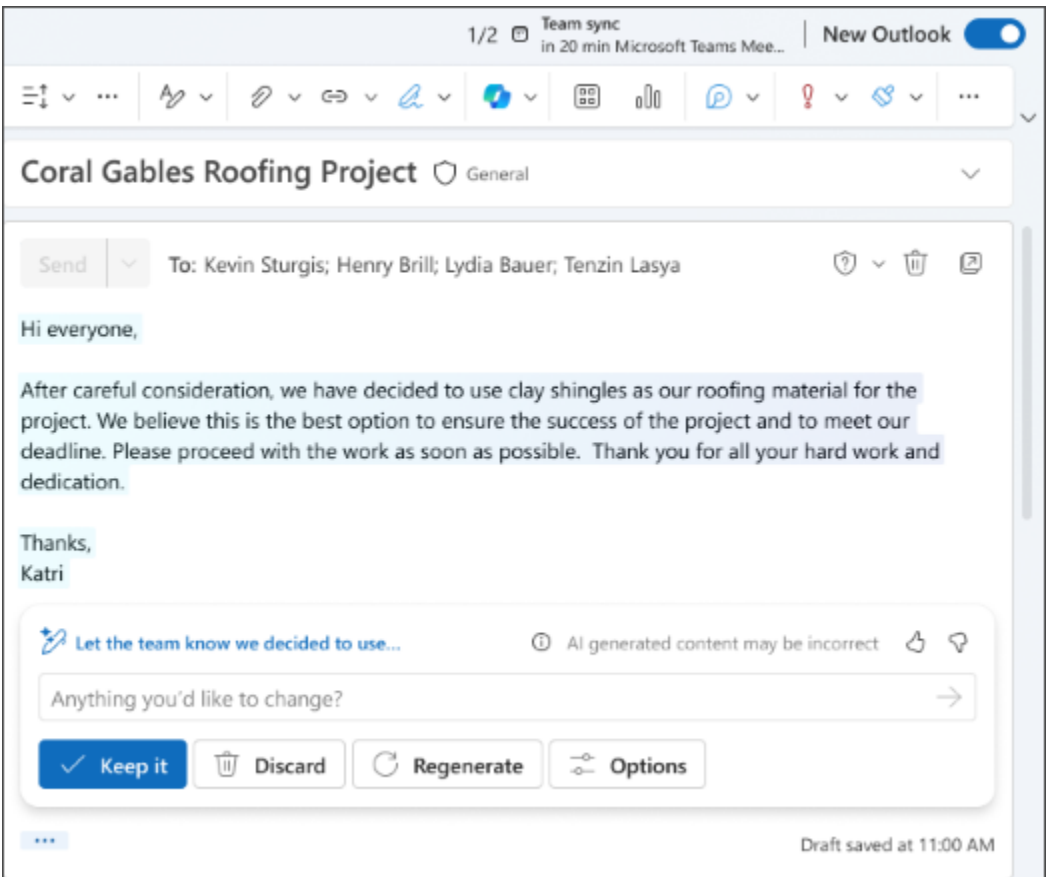 1/2 Team sync
in 20 min Microsoft Teams Mee...
New Outlook
Coral Gables Roofing Project General
Send To: Kevin Sturgis; Henry Brill; Lydia Bauer; Tenzin Lasya
Hi everyone,
After careful consideration, we have decided to use clay shingles as our roofing material for the
project. We believe this is the best option to ensure the success of the project and to meet our
deadline. Please proceed with the work as soon as possible.  Thank you for all your hard work and
dedication.
Thanks,
Katri
Let the team know we decided to use... AI generated content may be incorrect
Anything you'd like to change?
Keep it Discard Regenerate Options
Draft saved at 11:00 AM